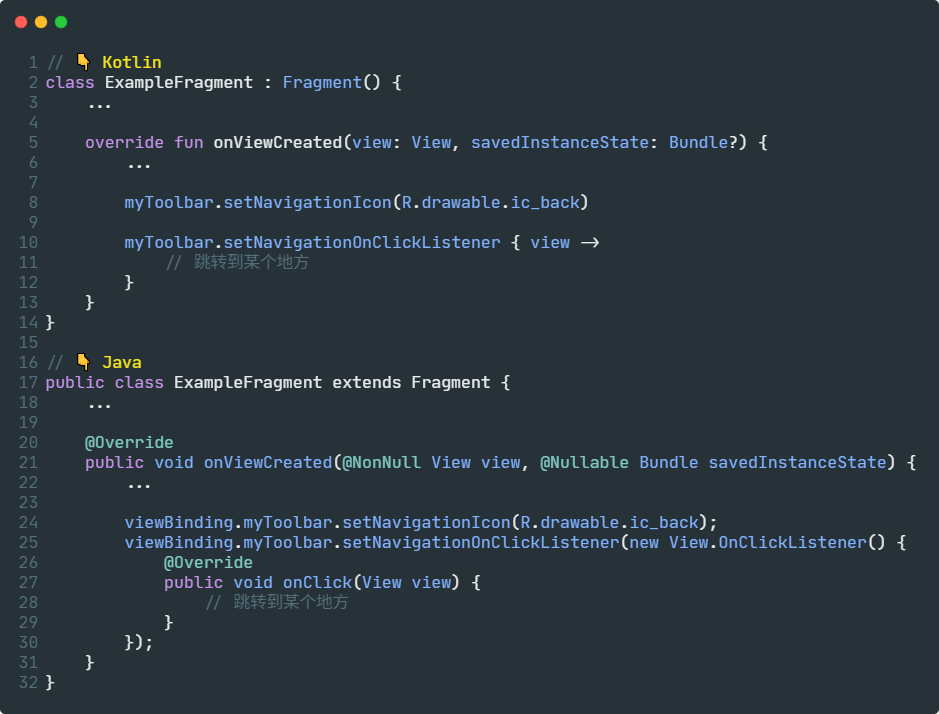 1 // 👇 Kotlin
2 class ExampleFragment : Fragment() {
3     ...
4
5     override fun onViewCreated(view: View, savedInstanceState: Bundle?) {
6         ...
7
8         myToolbar.setNavigationIcon(R.drawable.ic_back)
9
10         myToolbar.setNavigationOnClickListener { view ->
11             // 跳转到某个地方
12         }
13     }
14 }
15
16 // 👇 Java
17 public class ExampleFragment extends Fragment {
18     ...
19
20     @Override
21     public void onViewCreated(@NonNull View view, @Nullable Bundle savedInstanceState) {
22         ...
23
24         viewBinding.myToolbar.setNavigationIcon(R.drawable.ic_back);
25         viewBinding.myToolbar.setNavigationOnClickListener(new View.OnClickListener() {
26             @Override
27             public void onClick(View view) {
28                 // 跳转到某个地方
29             }
30         });
31     }
32 }